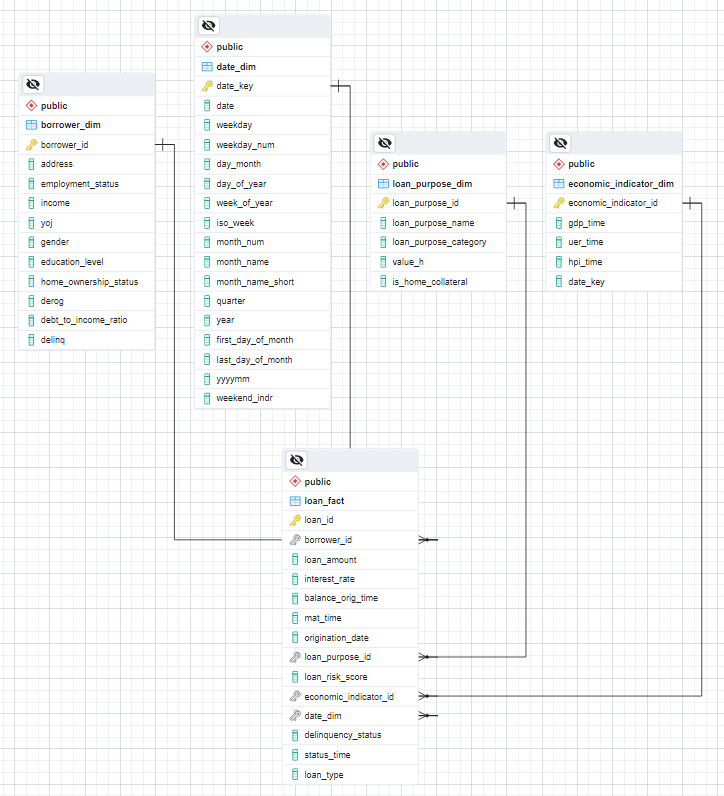 public
borrower_dim
borrower_id
address
employment_status
income
yoj
gender
education_level
home_ownership_status
derog
debt_to_income_ratio
delinq
public
date_dim
date_key
date
weekday
weekday_num
day_month
day_of_year
week_of_year
iso_week
month_num
month_name
month_name_short
quarter
year
first_day_of_month
last_day_of_month
yyyymm
weekend_indr
public
loan_purpose_dim
loan_purpose_id
loan_purpose_name
loan_purpose_category
value_h
is_home_collateral
public
economic_indicator_dim
economic_indicator_id
gdp_time
uer_time
hpi_time
date_key
public
loan_fact
loan_id
borrower_id
loan_amount
interest_rate
balance_orig_time
mat_time
origination_date
loan_purpose_id
loan_risk_score
economic_indicator_id
date_dim
delinquency_status
status_time
loan_type